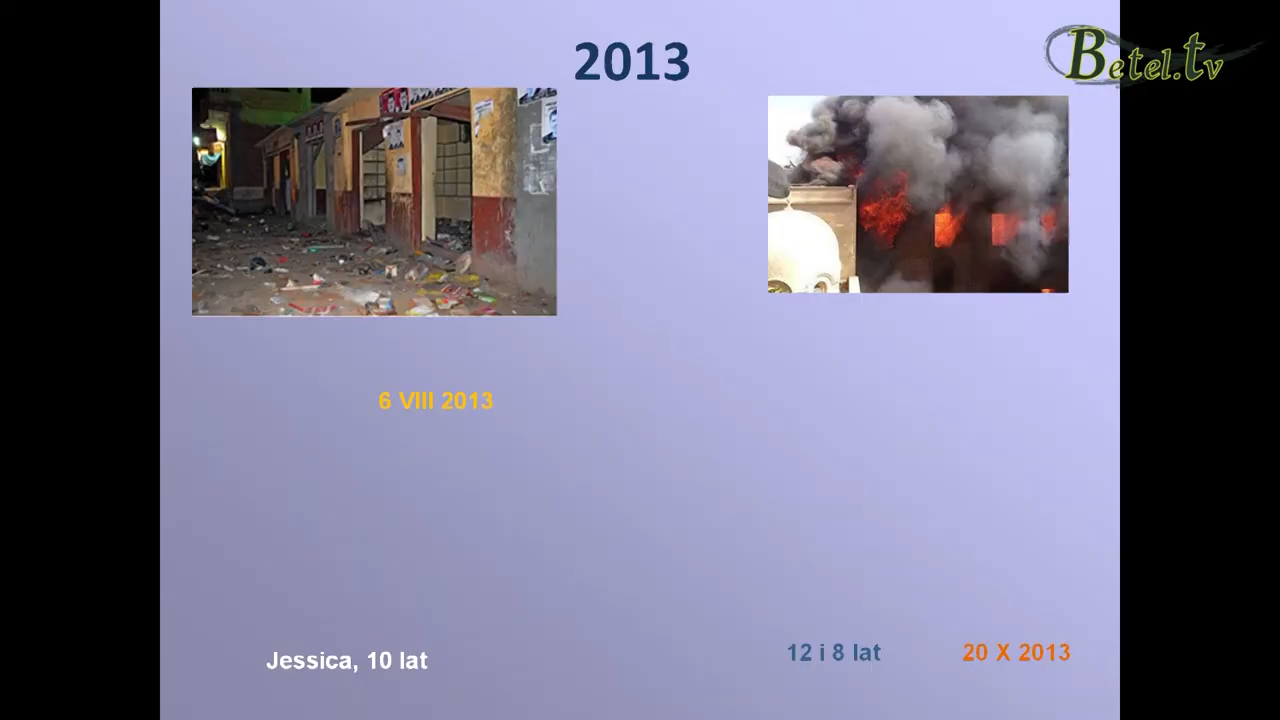 2013
Betel.tv
6 VIII 2013
Jessica, 10 lat
12 i 8 lat
20 X 2013